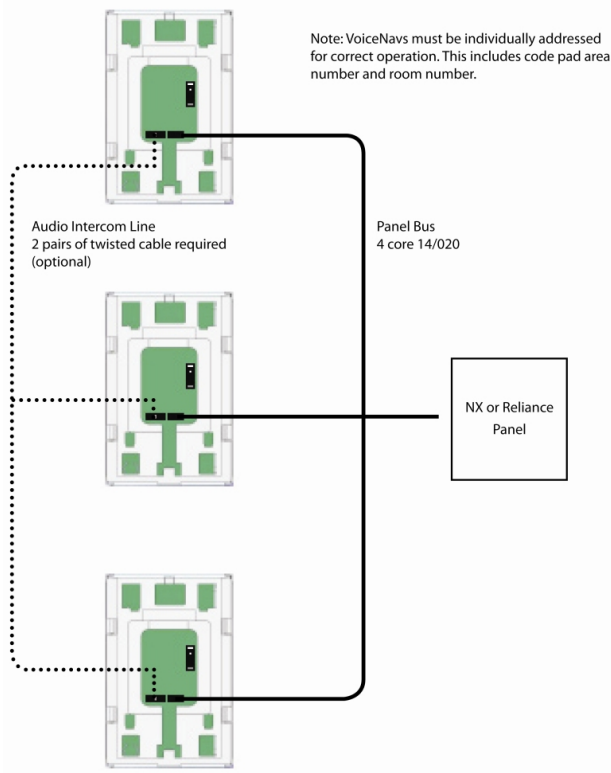 Note: VoiceNavs must be individually addressed
for correct operation. This includes code pad area
number and room number.
Audio Intercom Line
2 pairs of twisted cable required
(optional)
Panel Bus
4 core 14/020
NX or Reliance
Panel